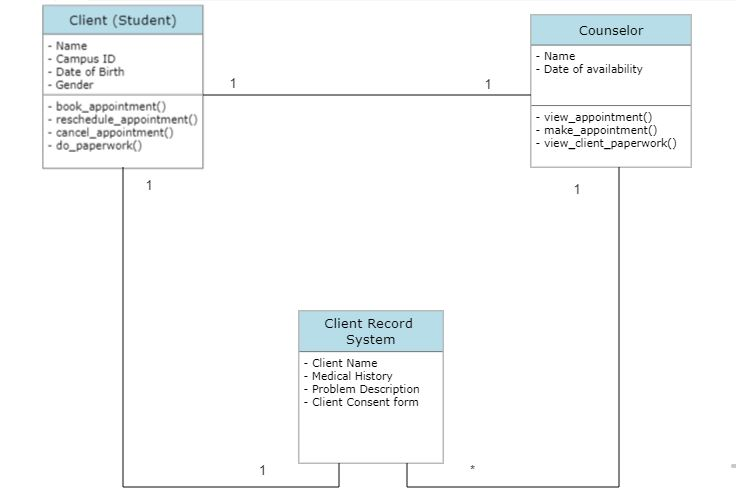 Client (Student)
- Name
- Campus ID
- Date of Birth
- Gender
- book_appointment()
- reschedule_appointment()
- cancel_appointment()
- do_paperwork()
Counselor
- Name
- Date of availability
- view_appointment()
- make_appointment()
- view_client_paperwork()
1
1
1
1
Client Record
System
- Client Name
- Medical History
- Problem Description
- Client Consent form
1
*